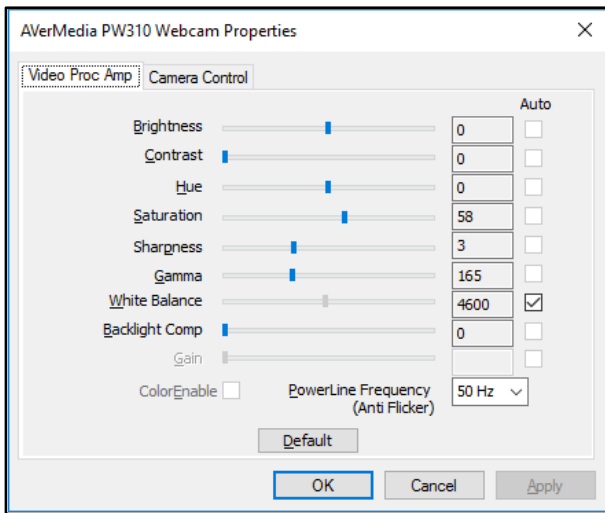 AVerMedia PW310 Webcam Properties
Video Proc Amp Camera Control
Auto
Brightness 0
Contrast 0
Hue 0
Saturation 58
Sharpness 3
Gamma 165
White Balance 4600
Backlight Comp 0
Gain
ColorEnable PowerLine Frequency 50 Hz
(Anti Flicker)
Default
OK Cancel Apply